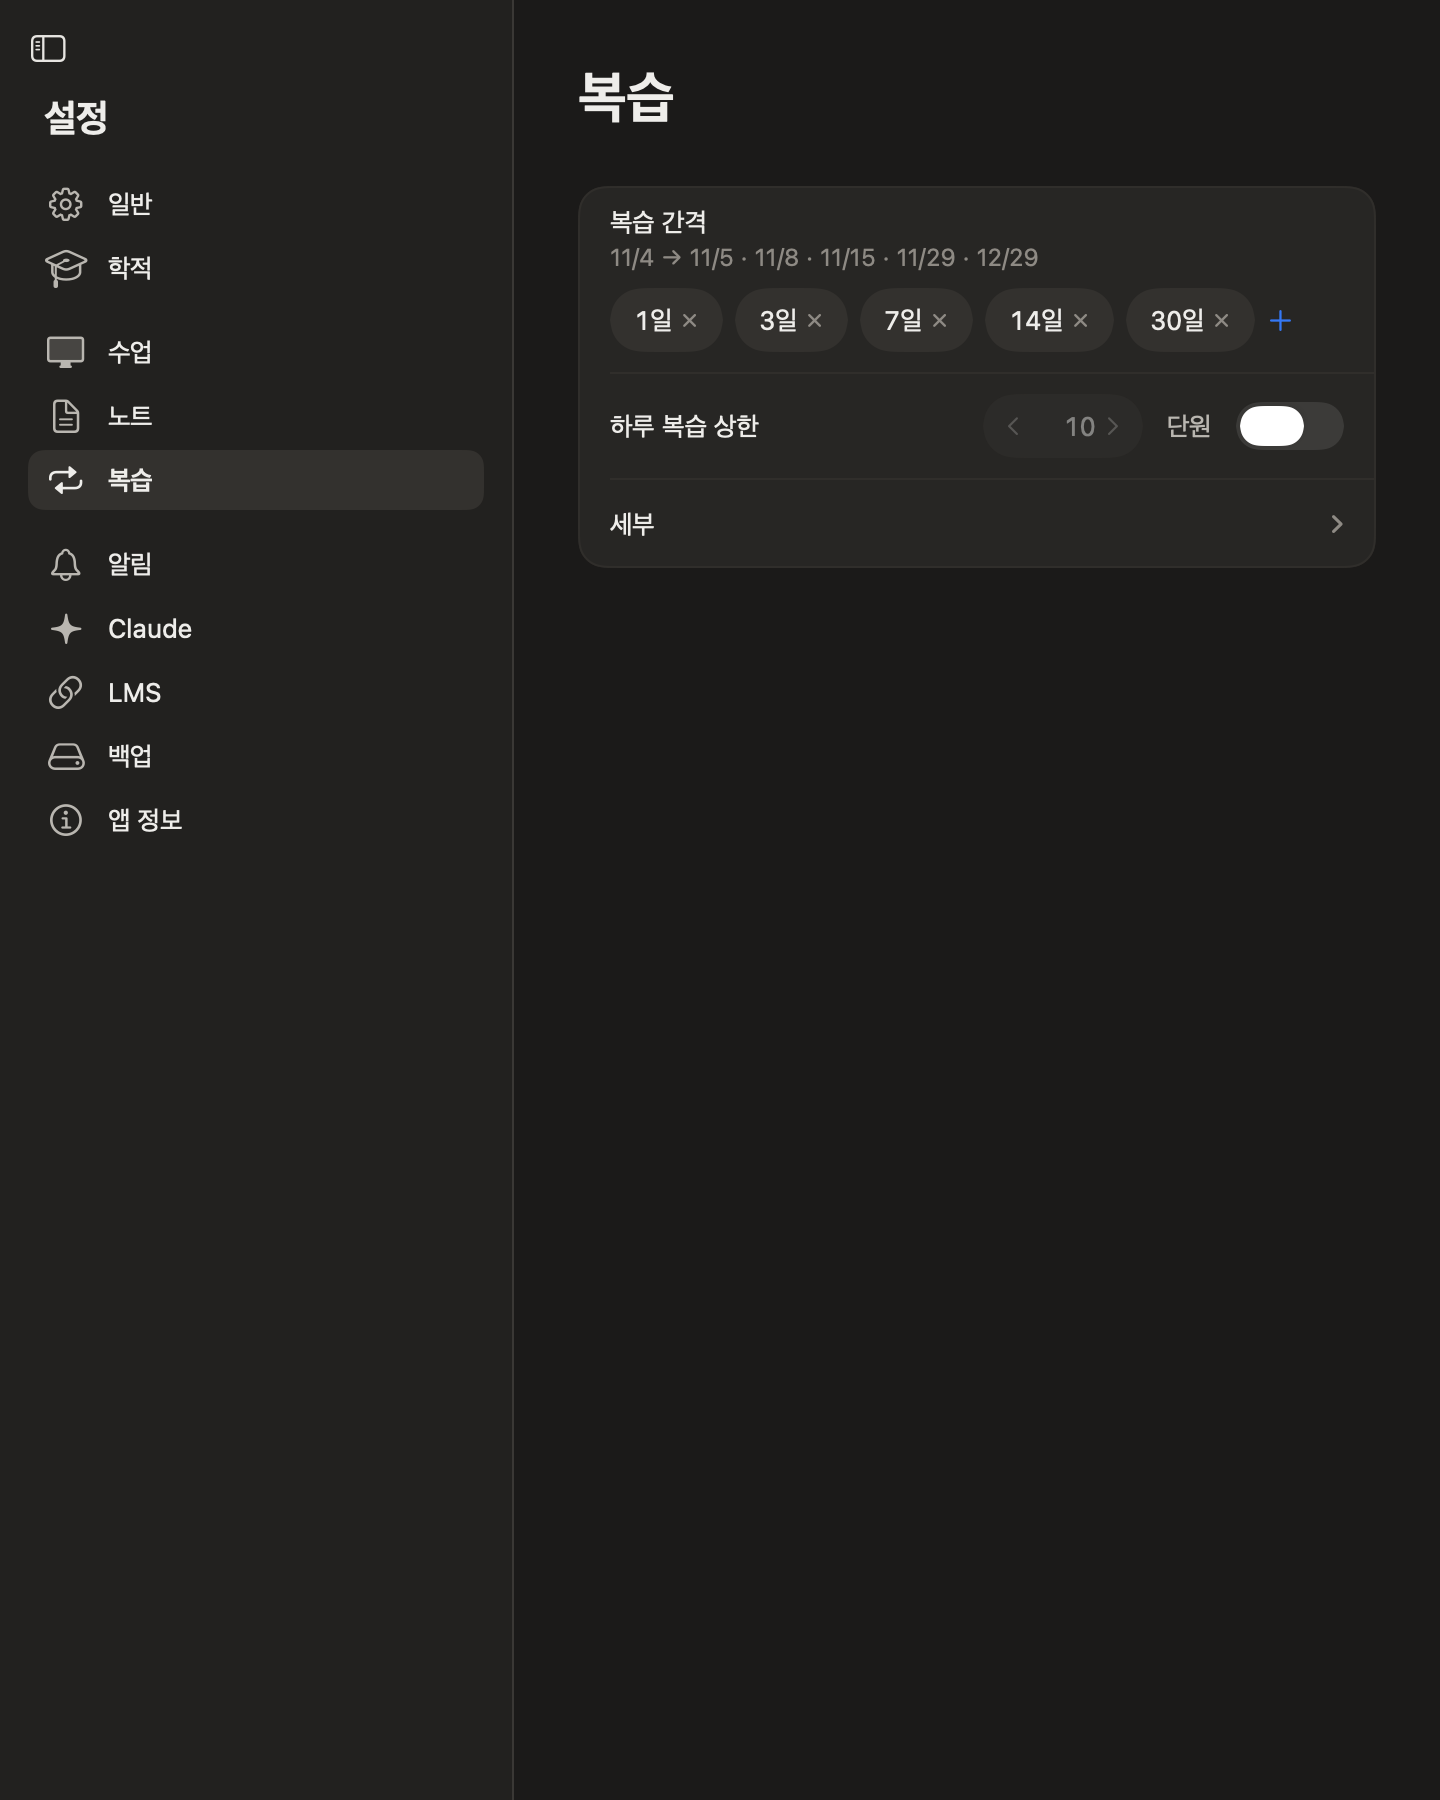 설정
일반
학적
수업
노트
복습
알림
Claude
LMS
백업
앱 정보
복습
복습 간격
11/4 → 11/5 · 11/8 · 11/15 · 11/29 · 12/29
1일 × 3일 × 7일 × 14일 × 30일 × +
하루 복습 상한 < 10 > 단원
세부 >